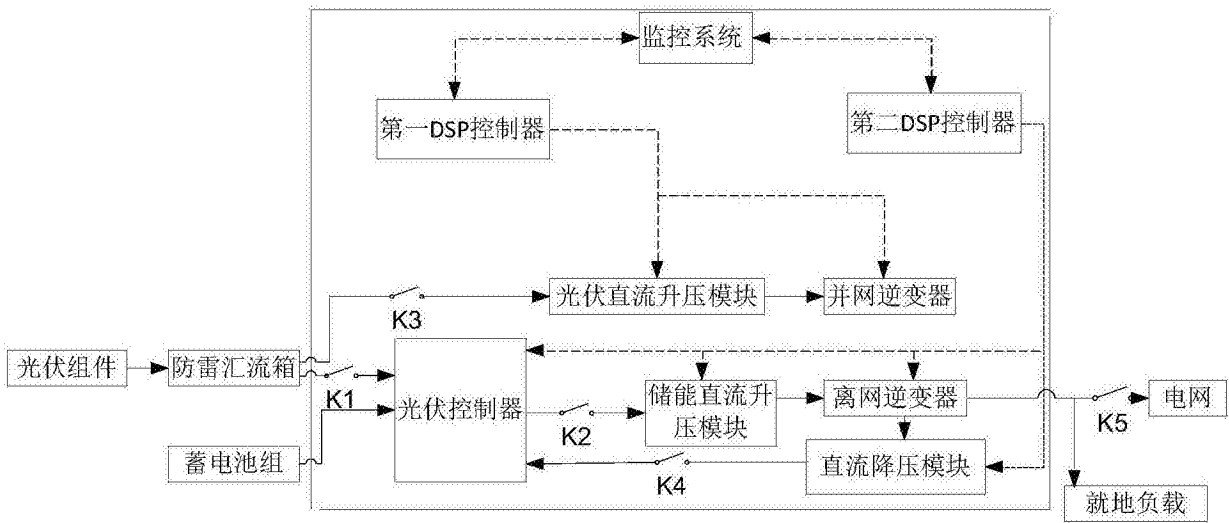 监控系统
第一DSP控制器
第二DSP控制器
光伏直流升压模块
并网逆变器
K3
光伏组件
防雷汇流箱
K1
光伏控制器
K2
储能直流升
压模块
离网逆变器
K5
电网
蓄电池组
K4
直流降压模块
就地负载